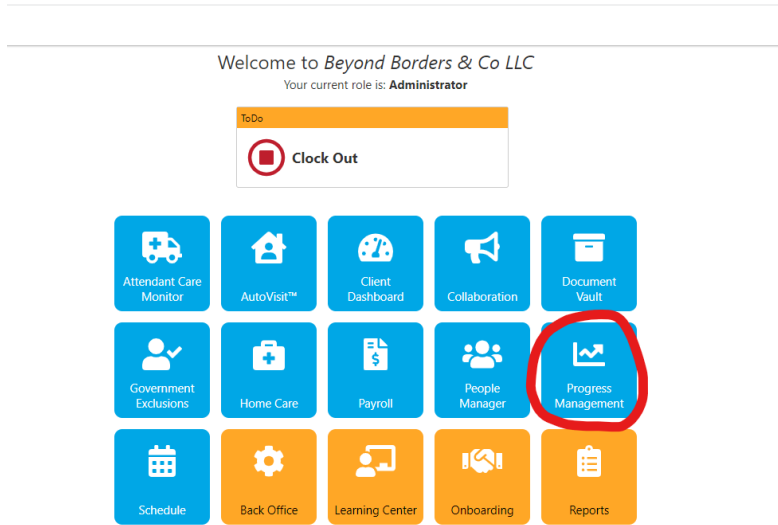 Welcome to Beyond Borders & Co LLC
Your current role is: Administrator
ToDo
Clock Out
Attendant Care
Monitor
AutoVisit™
Client
Dashboard
Collaboration
Document
Vault
Government
Exclusions
Home Care
Payroll
People
Manager
Progress
Management
Schedule
Back Office
Learning Center
Onboarding
Reports